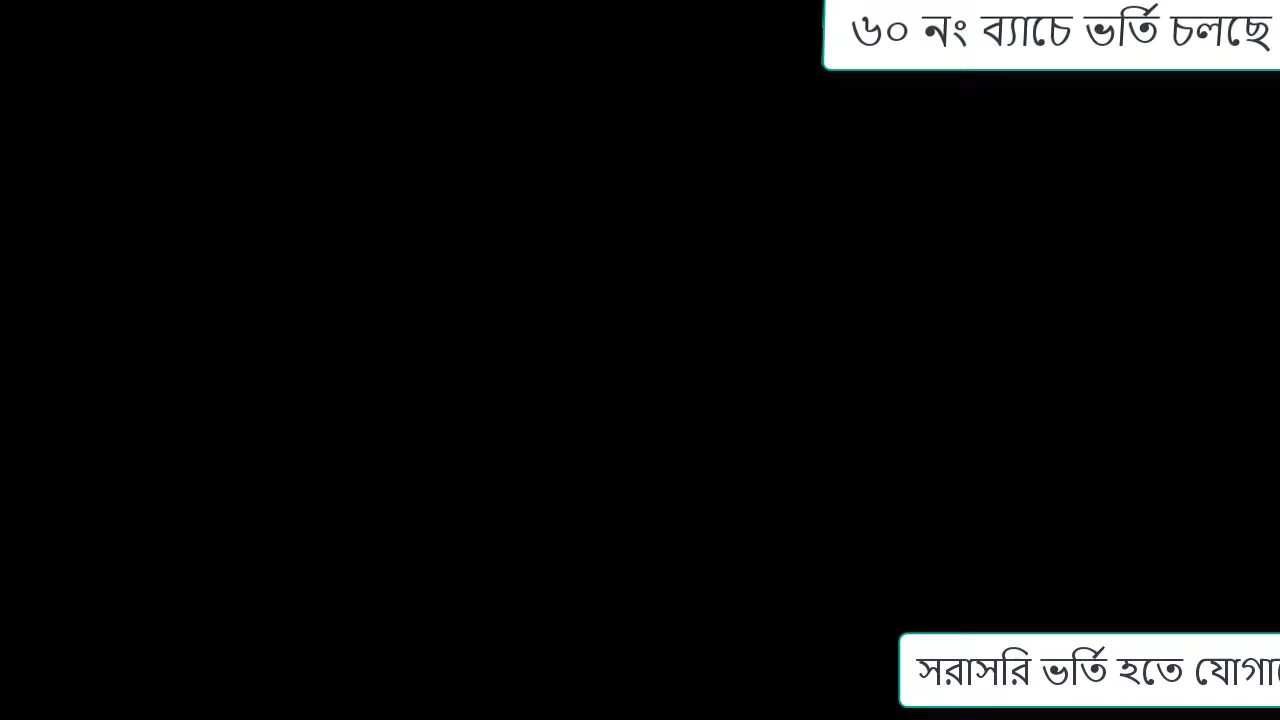 ৬০ নং ব্যাচে ভর্তি চলছে
সরাসরি ভর্তি হতে